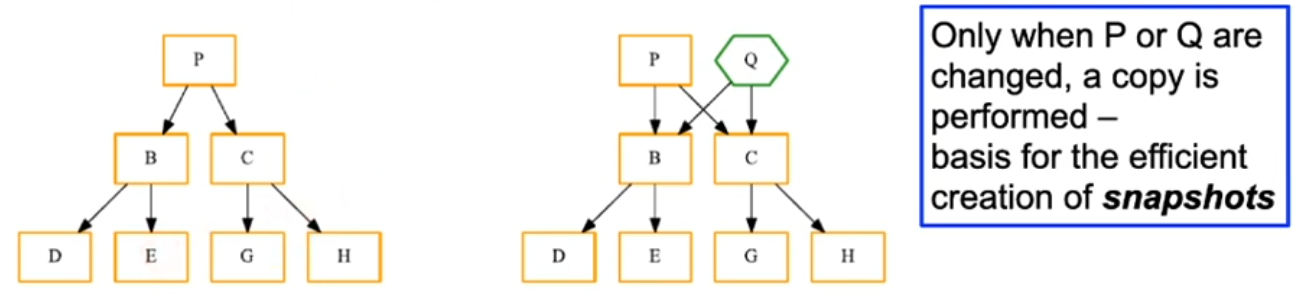 P
B C
D E G H
P Q
B C
D E G H
Only when P or Q are
changed, a copy is
performed –
basis for the efficient
creation of snapshots